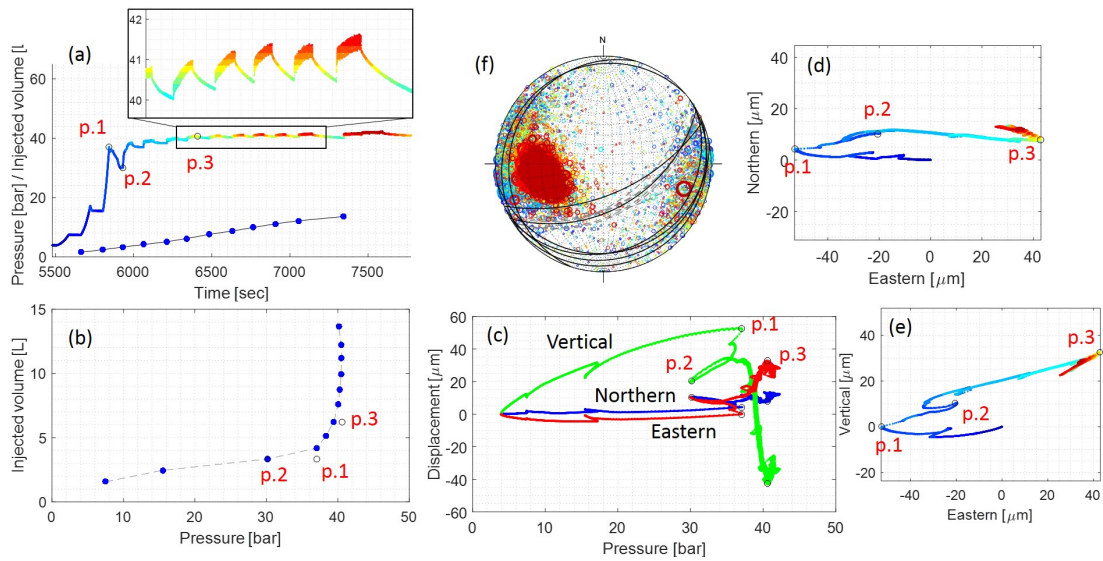 (a)
42
41
40
Pressure [bar] / Injected volume [L
60
40
20
0
p.1
p.2
p.3
5500
6000
6500
7000
7500
Time [sec]
(f)
N
(d)
Northern [μm]
20
0
-20
p.2
p.1
p.3
-40
-20
0
20
40
Eastern [μm]
(b)
Injected volume [L]
15
10
5
0
p.3
p.2
p.1
0
10
20
30
40
50
Pressure [bar]
(c)
Displacement [μm]
60
40
20
0
-20
-40
-60
Vertical
p.1
p.2
p.3
Northern
Eastern
0
10
20
30
40
50
Pressure [bar]
(e)
Vertical [μm]
40
20
0
-20
p.3
p.2
p.1
-40
-20
0
20
40
Eastern [μm]